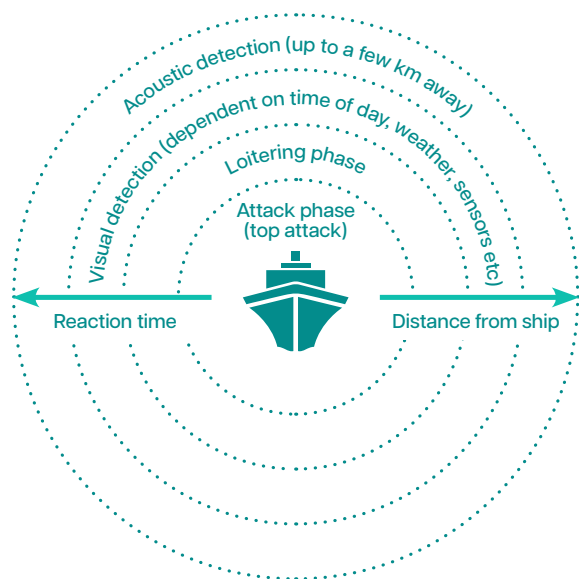 Acoustic detection (up to a few km away)
Visual detection (dependent on time of day, weather, sensors etc)
Loitering phase
Attack phase
(top attack)
Reaction time
Distance from ship